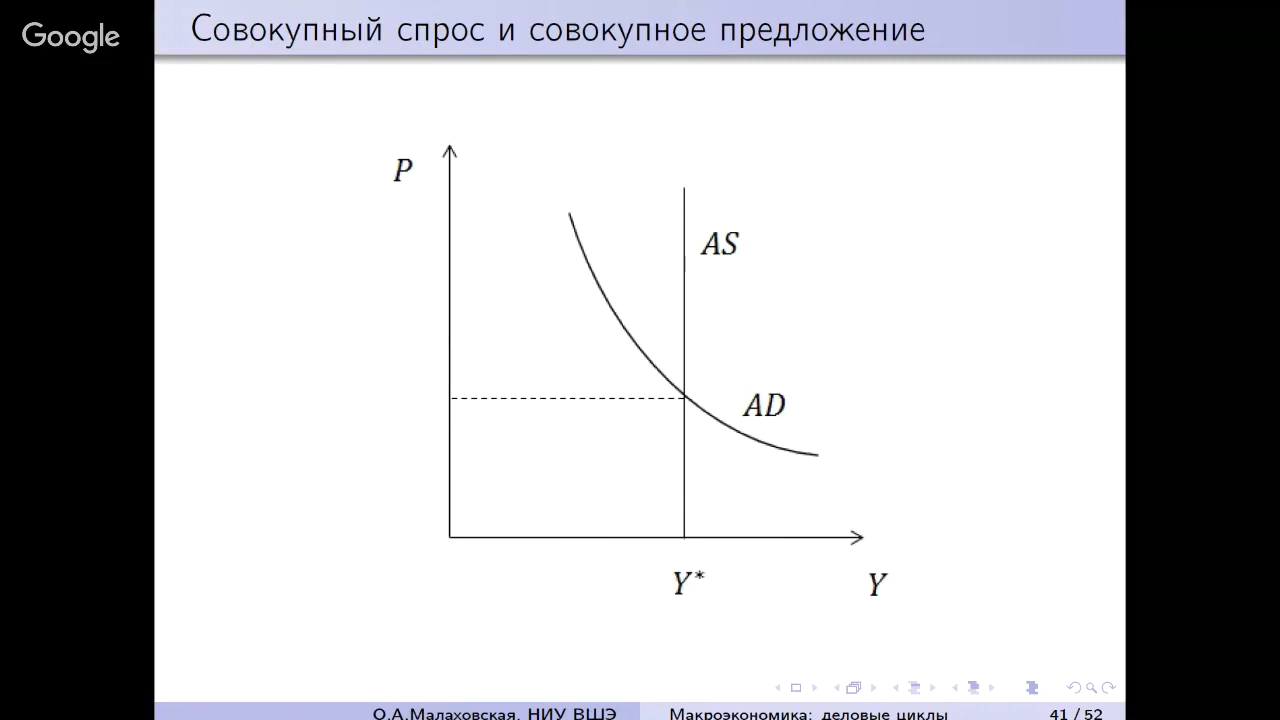 Google
Совокупный спрос и совокупное предложение
P
AS
AD
Y*
Y
О.А.Малаховская, НИУ ВШЭ
Макроэкономика: деловые циклы
41 / 52